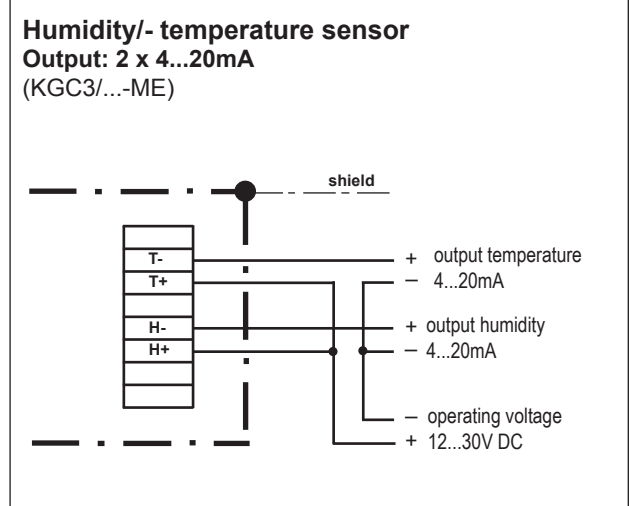 Humidity/- temperature sensor
Output: 2 x 4...20mA
(KGC3/...-ME)
shield
T-
+ output temperature
T+
– 4...20mA
H-
+ output humidity
H+
– 4...20mA
– operating voltage
+ 12...30V DC